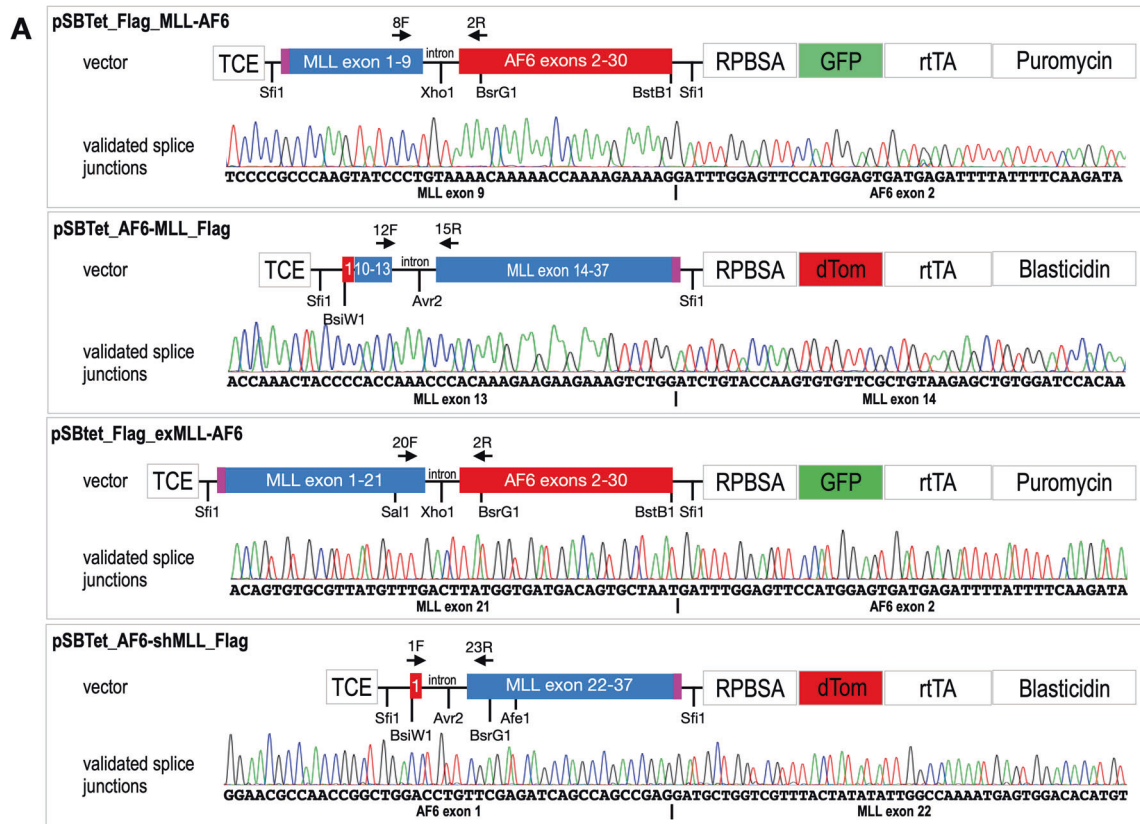 A
pSBTet_Flag_MLL-AF6
8F 2R
vector TCE MLL exon 1-9 intron AF6 exons 2-30 RPBSA GFP rtTA Puromycin
Sfi1 Xho1 BsrG1 BstB1 Sfi1
validated splice
junctions
TCCCCGCCCAAGTATCCCTGTAAAACAAAAACCAAAAGAAAAGGATTTGGAGTTCCATGGAGTGATGAGATTTTATTTTCAAGATA
MLL exon 9 | AF6 exon 2
pSBTet_AF6-MLL_Flag
12F 15R
vector TCE 1 10-13 intron MLL exon 14-37 RPBSA dTom rtTA Blasticidin
Sfi1 BsiW1 Avr2 Sfi1
validated splice
junctions
ACCAAACTACCCCACCAAACCCACAAAGAAGAAGAAAGTCTGGATCTGTACCAAGTGTGTTCGCTGTAAGAGCTGTGGATCCACAA
MLL exon 13 | MLL exon 14
pSBtet_Flag_exMLL-AF6
20F 2R
vector TCE MLL exon 1-21 intron AF6 exons 2-30 RPBSA GFP rtTA Puromycin
Sfi1 Sal1 Xho1 BsrG1 BstB1 Sfi1
validated splice
junctions
ACAGTGTGCGTTATGTTTGACTTATGGTGATGACAGTGCTAATGATTTGGAGTTCCATGGAGTGATGAGATTTTATTTTCAAGATA
MLL exon 21 | AF6 exon 2
pSBTet_AF6-shMLL_Flag
1F 23R
vector TCE 1 intron MLL exon 22-37 RPBSA dTom rtTA Blasticidin
Sfi1 BsiW1 Avr2 BsrG1 Afe1 Sfi1
validated splice
junctions
GGAACGCCAACCGGCTGGACCTGTTCGAGATCAGCCAGCCGAGGATGCTGGTCGTTTACTATATATTGGCCAAAATGAGTGGACACATGT
AF6 exon 1 | MLL exon 22